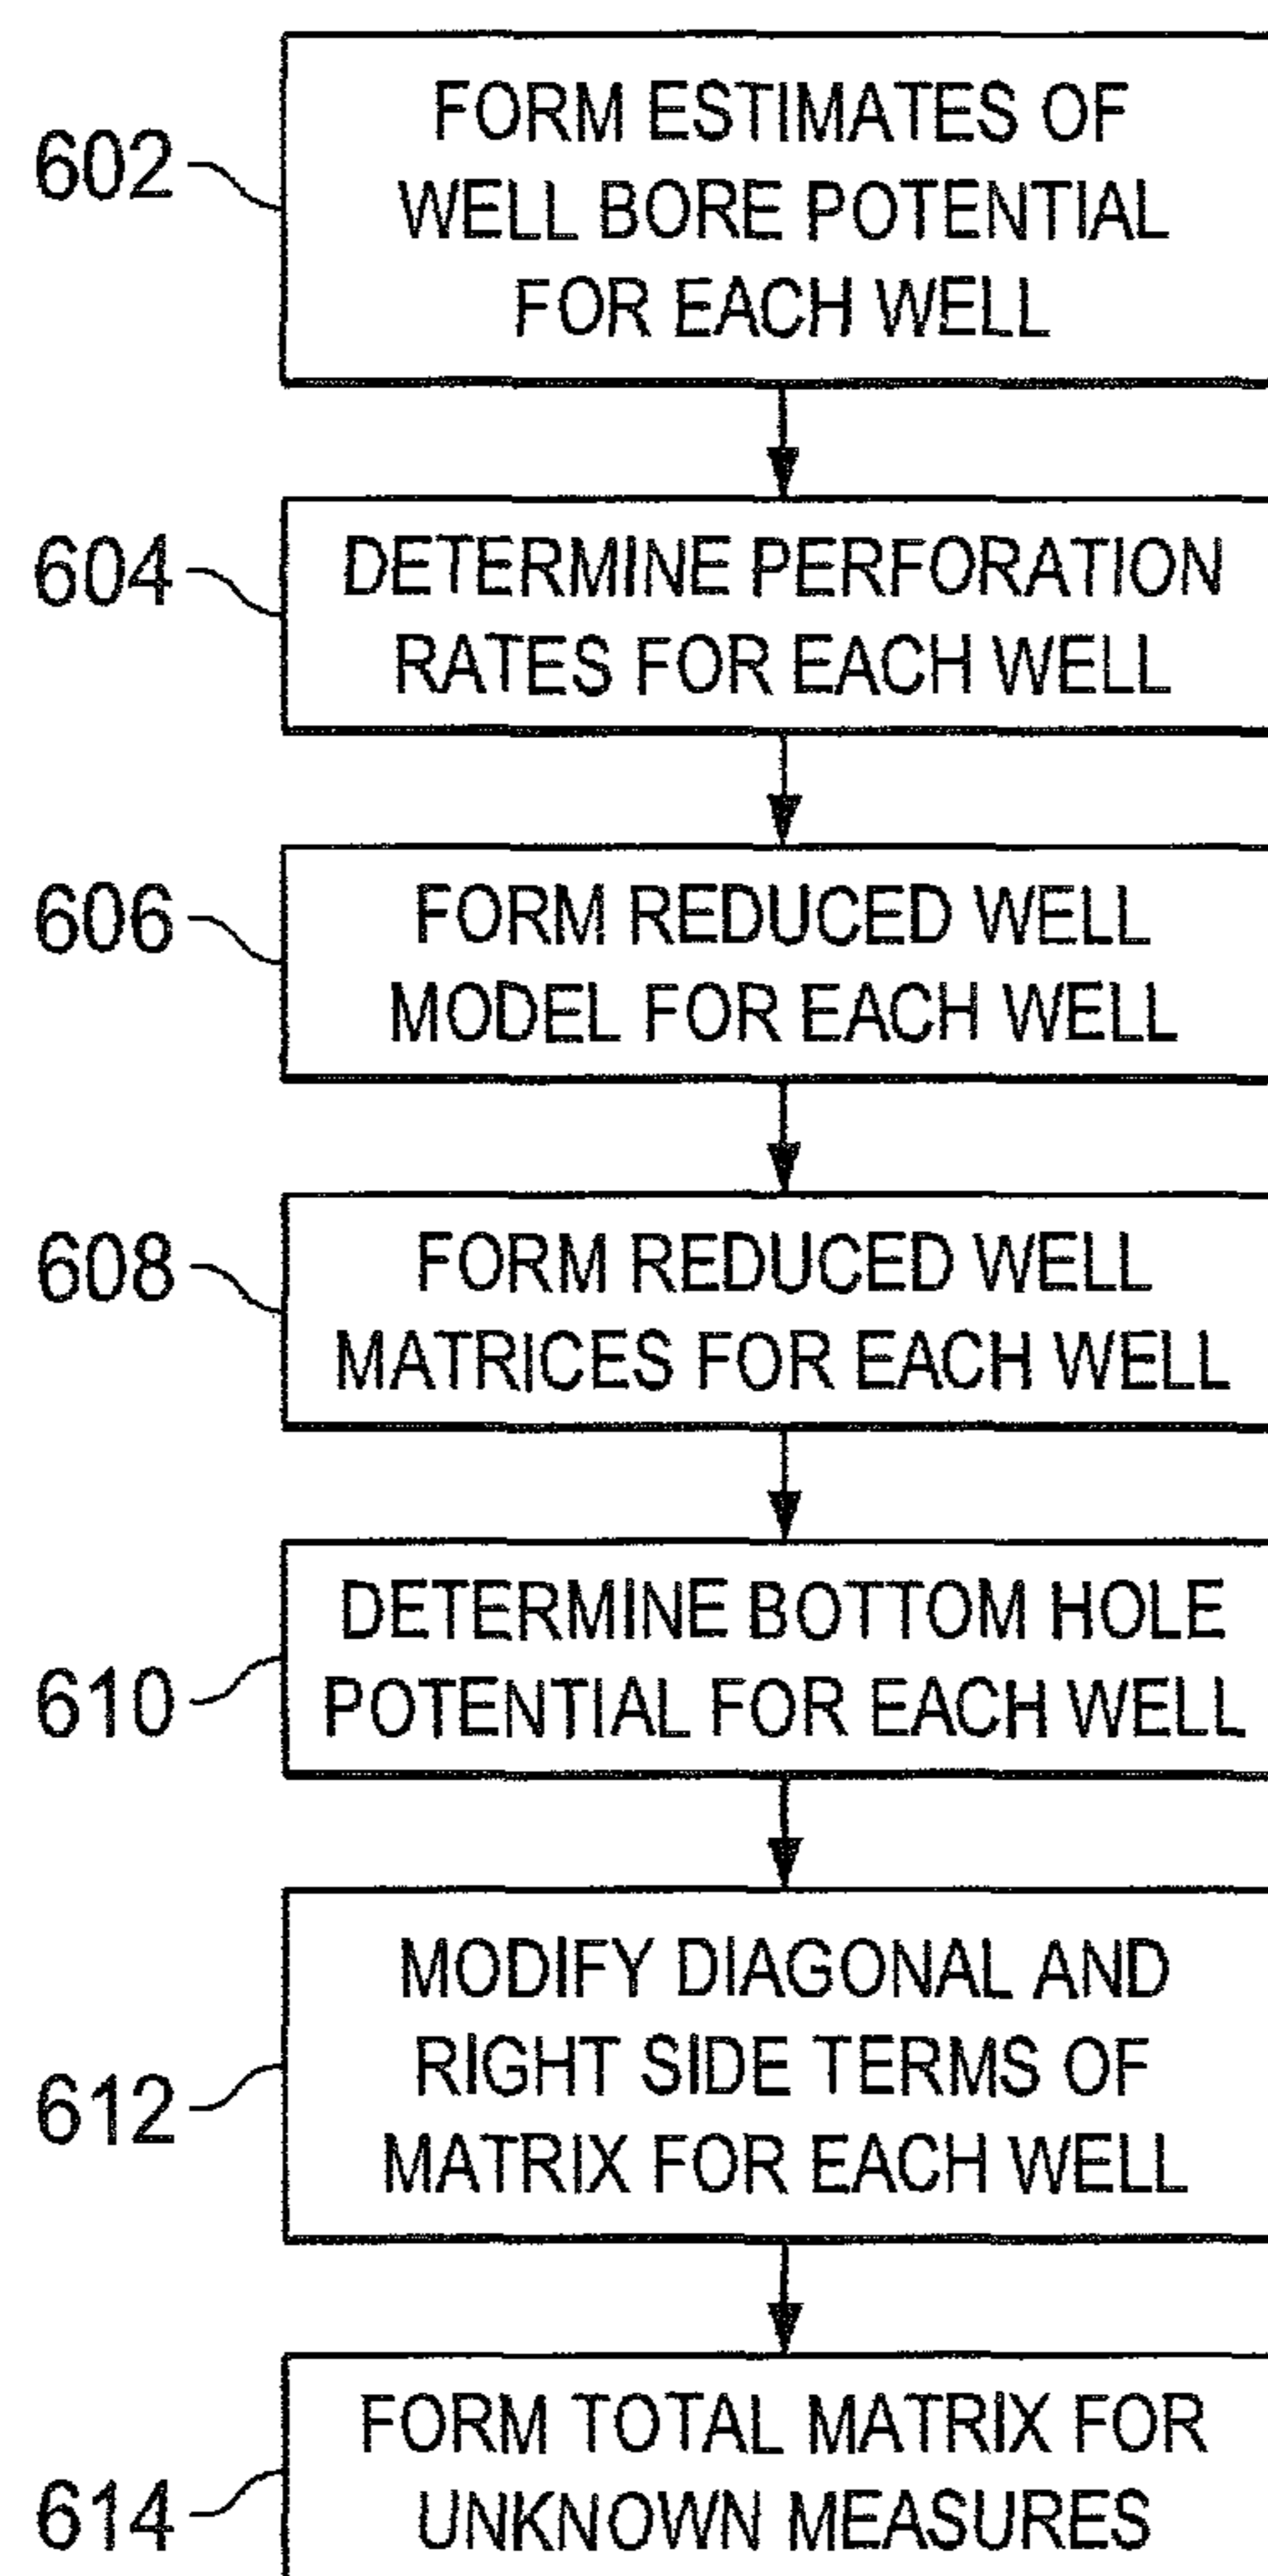 FORM ESTIMATES OF
602
WELL BORE POTENTIAL
FOR EACH WELL
604
DETERMINE PERFORATION
RATES FOR EACH WELL
606
FORM REDUCED WELL
MODEL FOR EACH WELL
608
FORM REDUCED WELL
MATRICES FOR EACH WELL
DETERMINE BOTTOM HOLE
610
POTENTIAL FOR EACH WELL
MODIFY DIAGONAL AND
RIGHT SIDE TERMS OF
612
MATRIX FOR EACH WELL
FORM TOTAL MATRIX FOR
614
UNKNOWN MEASURES